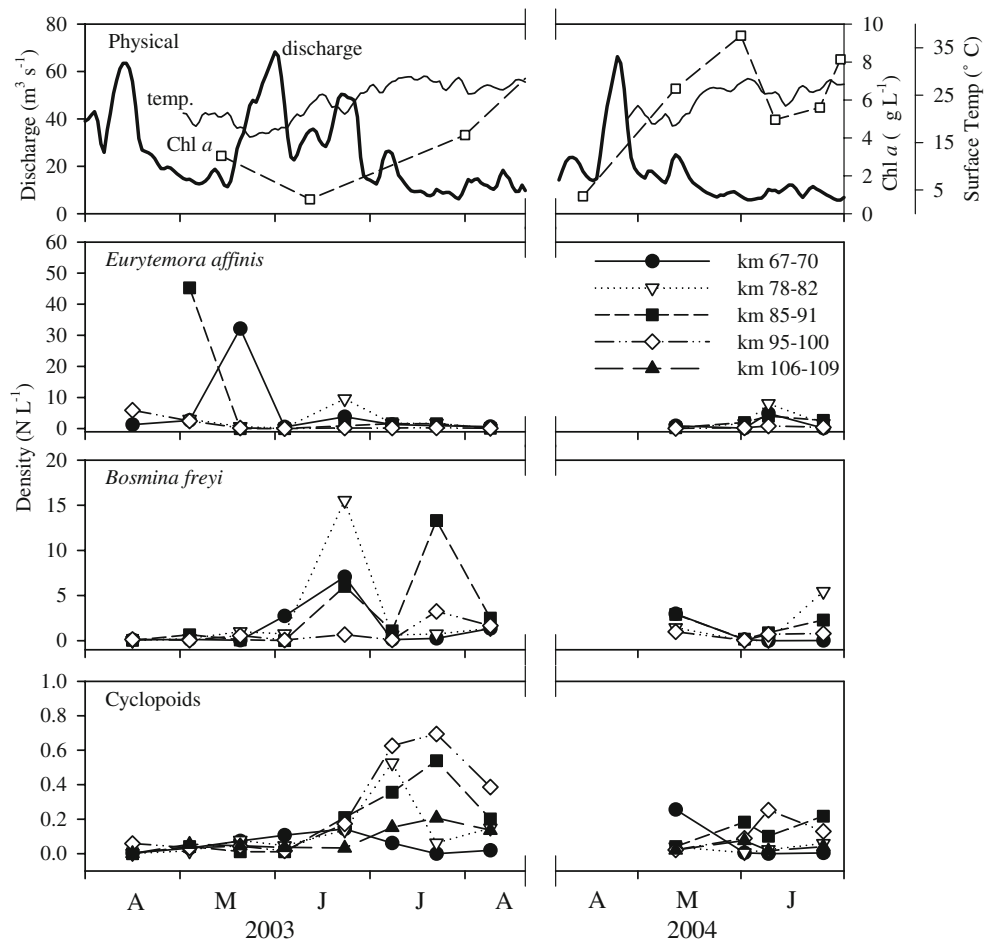 Physical
discharge
temp.
Chl a
Discharge (m³ s⁻¹)
80
60
40
20
0
10
8
6
4
2
0
Chl a ( g L⁻¹)
35
25
15
5
Surface Temp (° C)
Eurytemora affinis
60
50
40
30
20
10
0
km 67-70
km 78-82
km 85-91
km 95-100
km 106-109
Density (N L⁻¹)
Bosmina freyi
20
15
10
5
0
Cyclopoids
1.0
0.8
0.6
0.4
0.2
0.0
A M J J A A M J
2003 2004